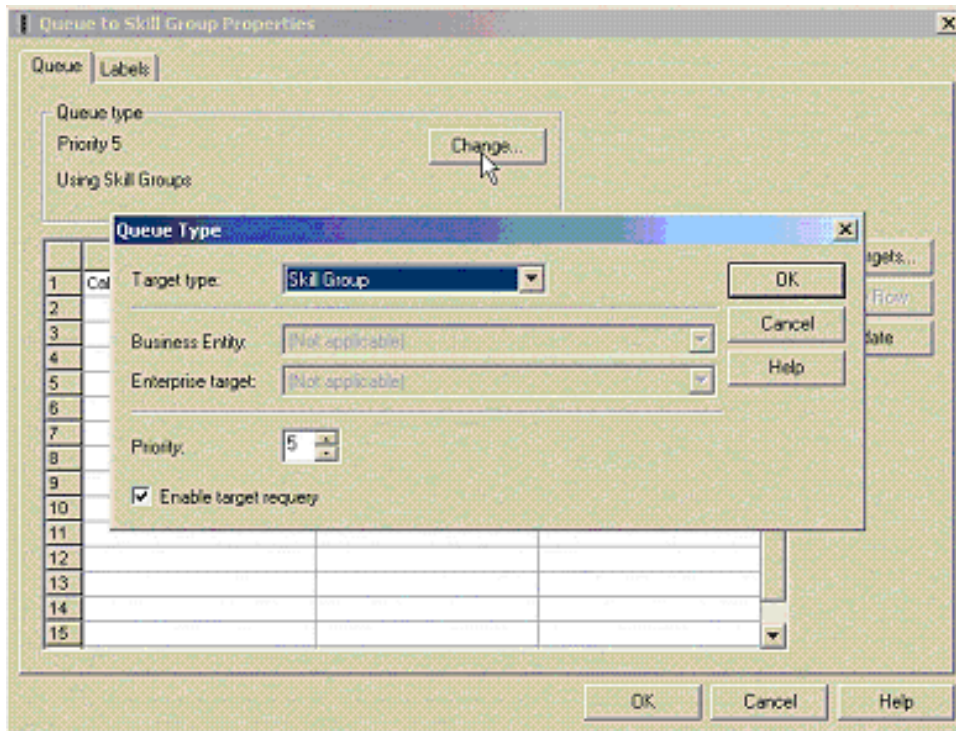 Queue to Skill Group Properties
Queue
Labels
Queue type
Priority 5
Change...
Using Skill Groups
Queue Type
Target type:
Skill Group
OK
Business Entity:
(Not applicable)
Cancel
Enterprise target:
(Not applicable)
Help
Priority:
5
Enable target requery
1
2
3
4
5
6
7
8
9
10
11
12
13
14
15
Row
OK
Cancel
Help